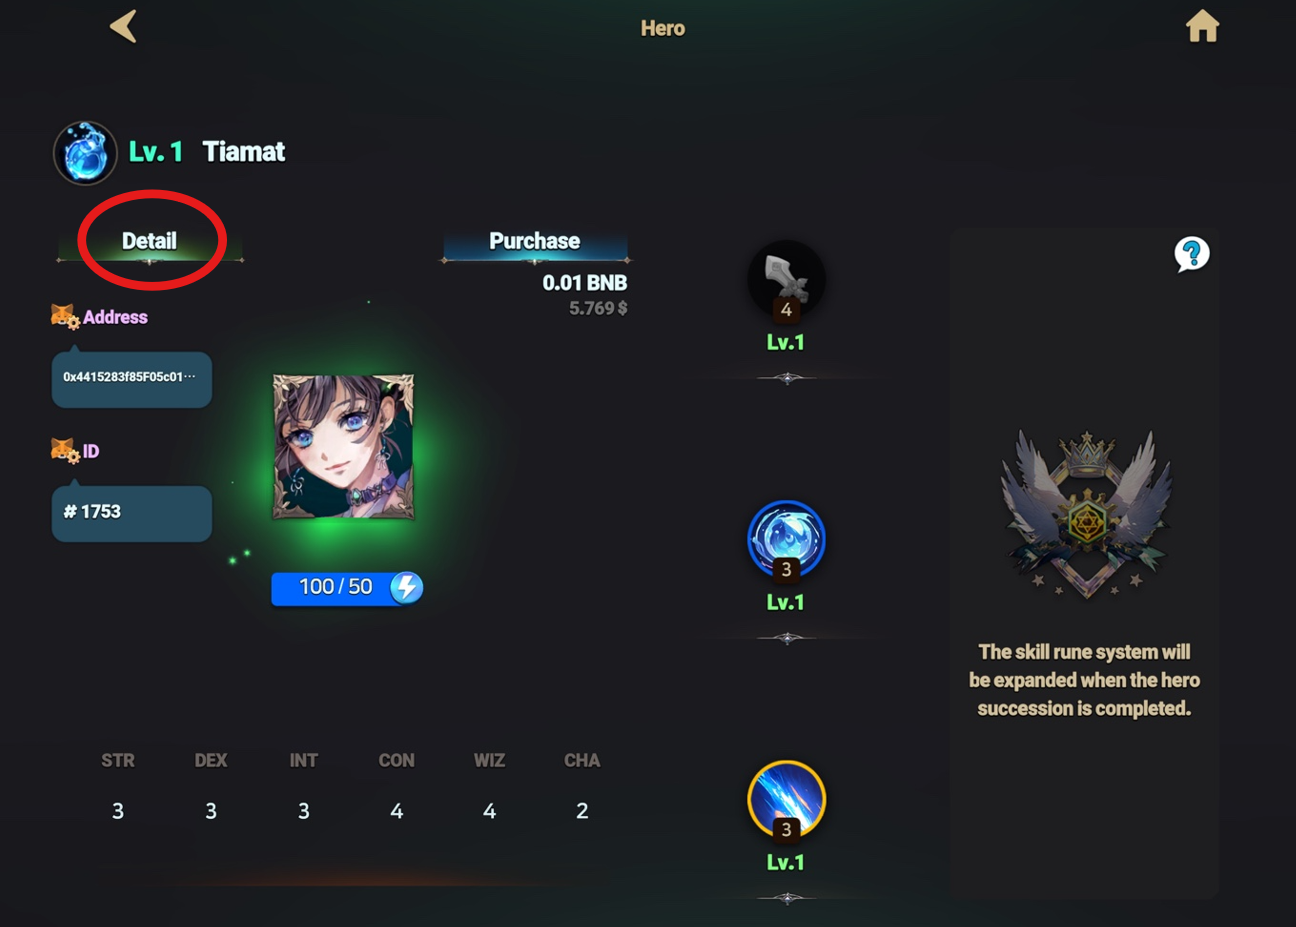 Hero
Lv. 1 Tiamat
Detail
Purchase
0.01 BNB
5.769 $
Address
0x4415283f85F05c01···
ID
# 1753
100 / 50
STR DEX INT CON WIZ CHA
3 3 3 4 4 2
4
Lv.1
3
Lv.1
3
Lv.1
?
The skill rune system will
be expanded when the hero
succession is completed.